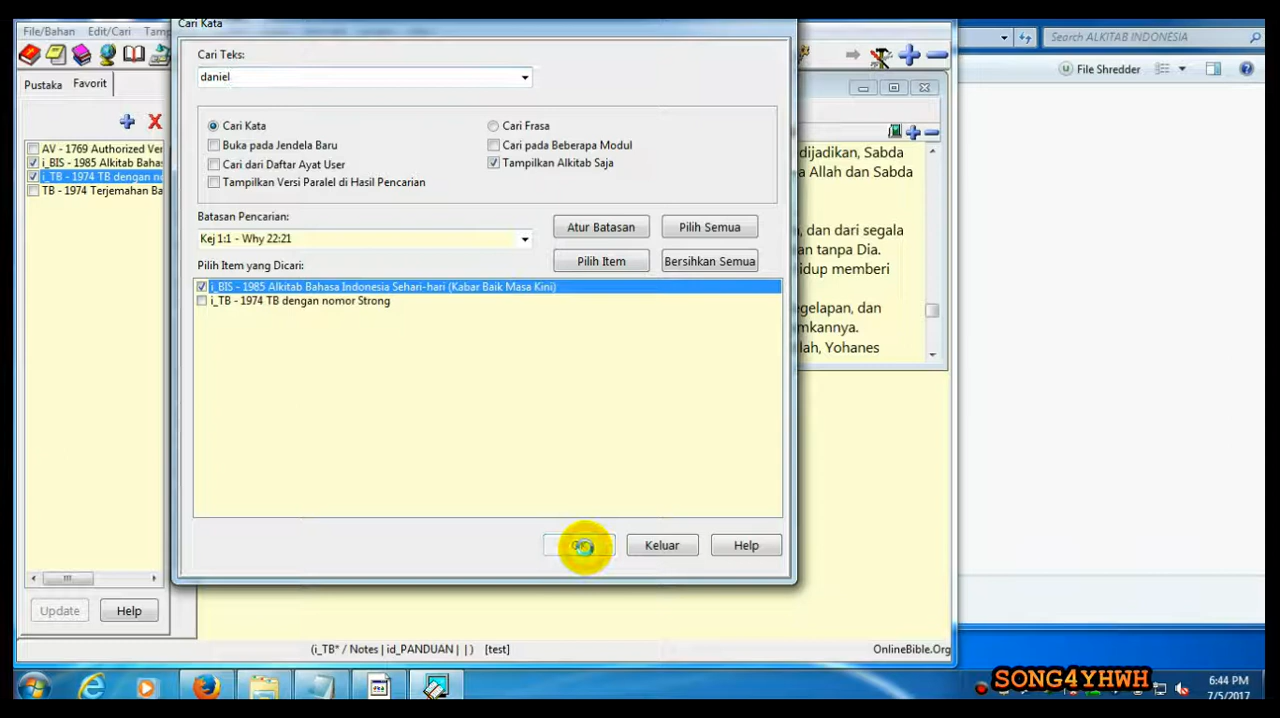 Cari Kata
File/Bahan Edit/Cari
Search ALKITAB INDONESIA
File Shredder
Pustaka Favorit
AV - 1769 Authorized Ver
i_BIS - 1985 Alkitab Bahas
i_TB - 1974 TB dengan no
TB - 1974 Terjemahan Ba
Cari Teks:
daniel
Cari Kata
Cari Frasa
Buka pada Jendela Baru
Cari pada Beberapa Modul
Cari dari Daftar Ayat User
Tampilkan Alkitab Saja
Tampilkan Versi Paralel di Hasil Pencarian
Batasan Pencarian:
Atur Batasan
Pilih Semua
Kej 1:1 - Why 22:21
Pilih Item yang Dicari:
Pilih Item
Bersihkan Semua
i_BIS - 1985 Alkitab Bahasa Indonesia Sehari-hari (Kabar Baik Masa Kini)
i_TB - 1974 TB dengan nomor Strong
dijadikan, Sabda
a Allah dan Sabda
, dan dari segala
an tanpa Dia.
idup memberi
egelapan, dan
mkannya.
lah, Yohanes
Keluar
Help
Update
Help
(i_TB* / Notes | id_PANDUAN | | ) [test]
OnlineBible.Org
SONG4YHWH
6:44 PM
7/5/2017